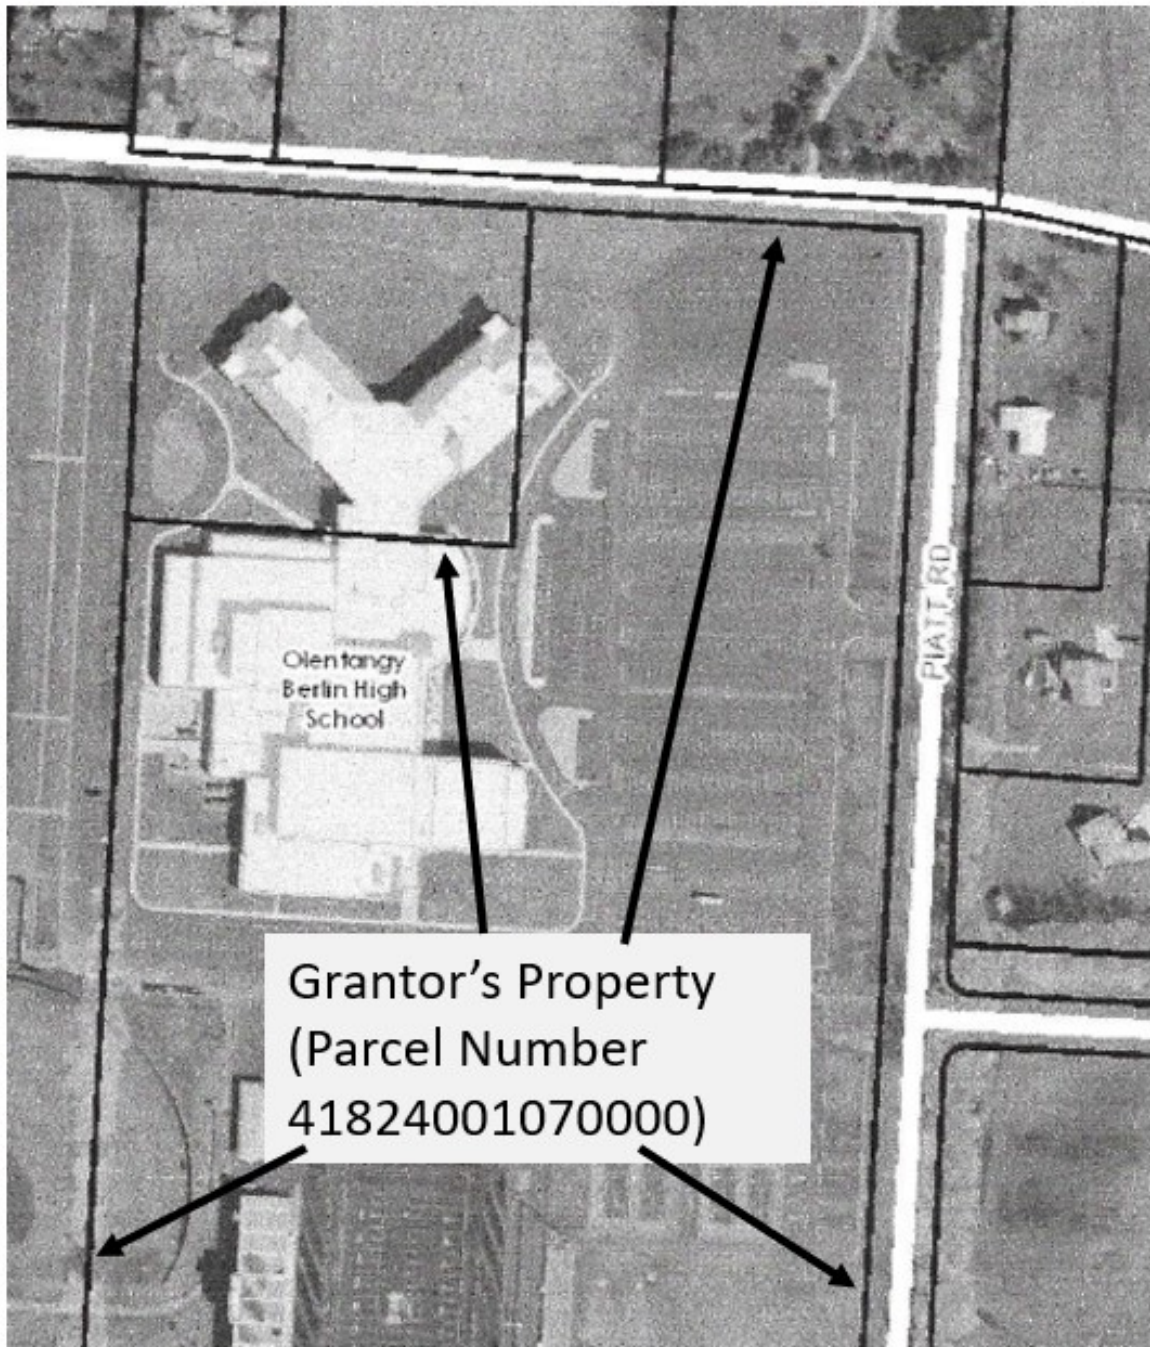 PIATT RD
Olentangy
Berlin High
School
Grantor's Property
(Parcel Number
41824001070000)